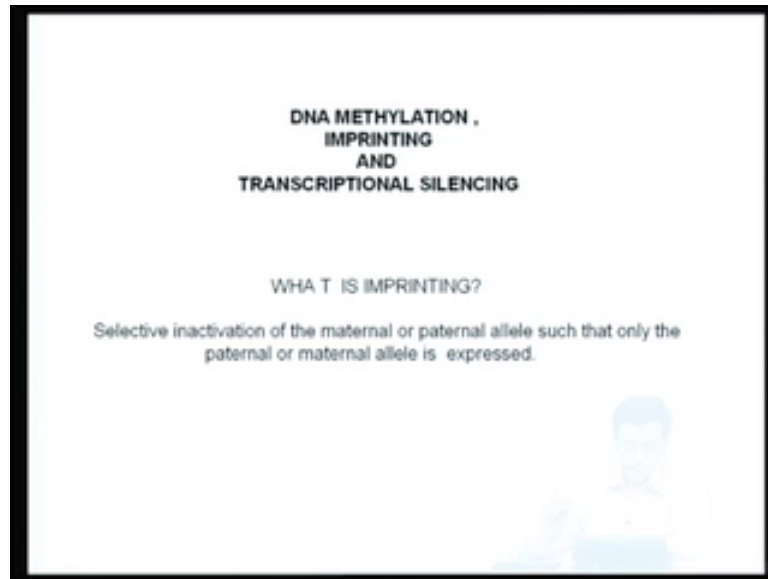 DNA METHYLATION ,
IMPRINTING
AND
TRANSCRIPTIONAL SILENCING
WHA T IS IMPRINTING?
Selective inactivation of the maternal or paternal allele such that only the
paternal or maternal allele is expressed.